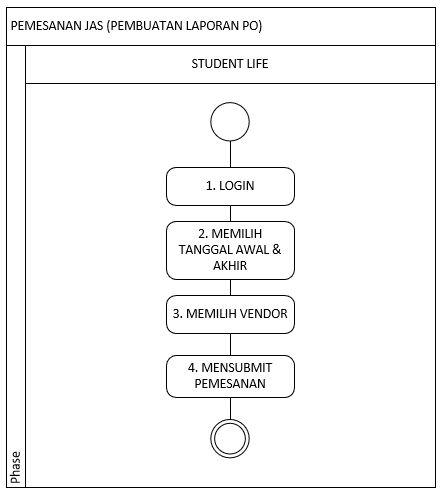 PEMESANAN JAS (PEMBUATAN LAPORAN PO)
STUDENT LIFE
1. LOGIN
2. MEMILIH
TANGGAL AWAL &
AKHIR
3. MEMILIH VENDOR
4. MENSUBMIT
PEMESANAN
Phase